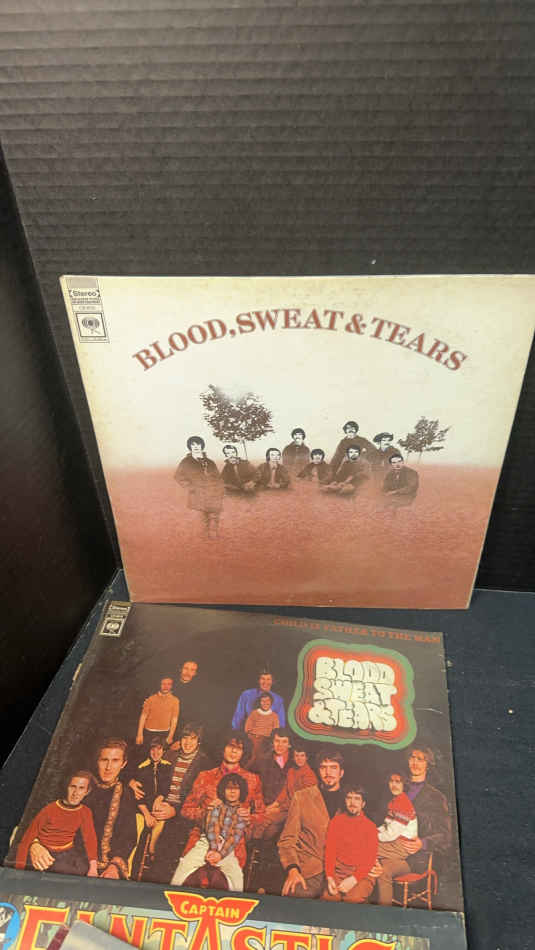 Stereo
BLOOD, SWEAT & TEARS
CHILD IS FATHER TO THE MAN
BLOOD
SWEAT
& TEARS
CAPTAIN
FANTASTIC